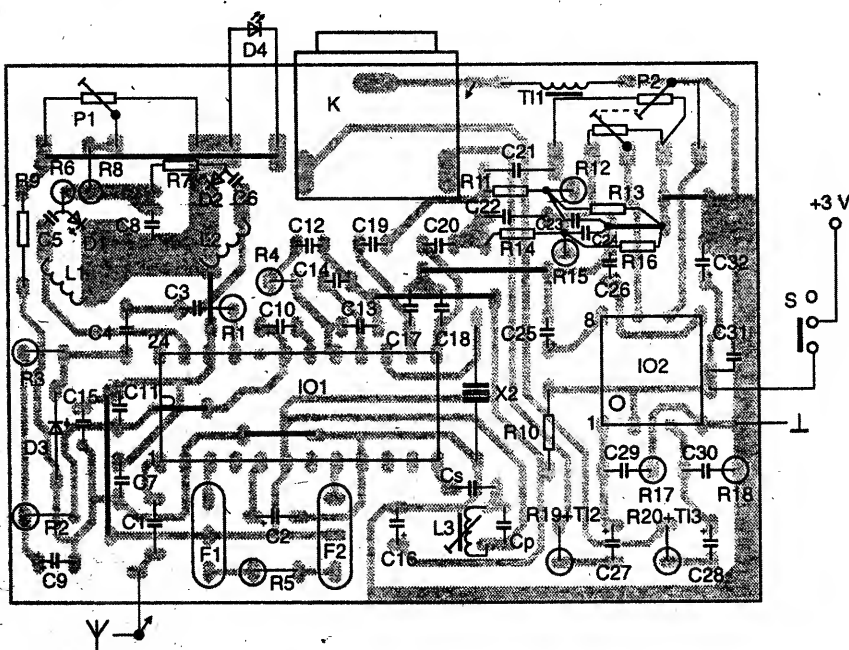 D4
K
P1
Tl1
P2
R9
R6
R8
R7
D2
C6
C21
R12
R11
R13
+3 V
C5
D1
C8
L2
C12
C19
C20
C22
C23
C24
R14
R15
R16
R4
L1
C14
C26
C32
C3
R1
C10
C13
C17
C18
C25
8
S
C4
24
C31
R3
IO1
IO2
X2
C15
C11
D3
R10
1
1
C7
Cs
C29
C30
R17
R18
R2
C1
C2
C16
L3
Cp
R19+Tl2
R20+Tl3
F1
F2
C9
R5
C27
C28